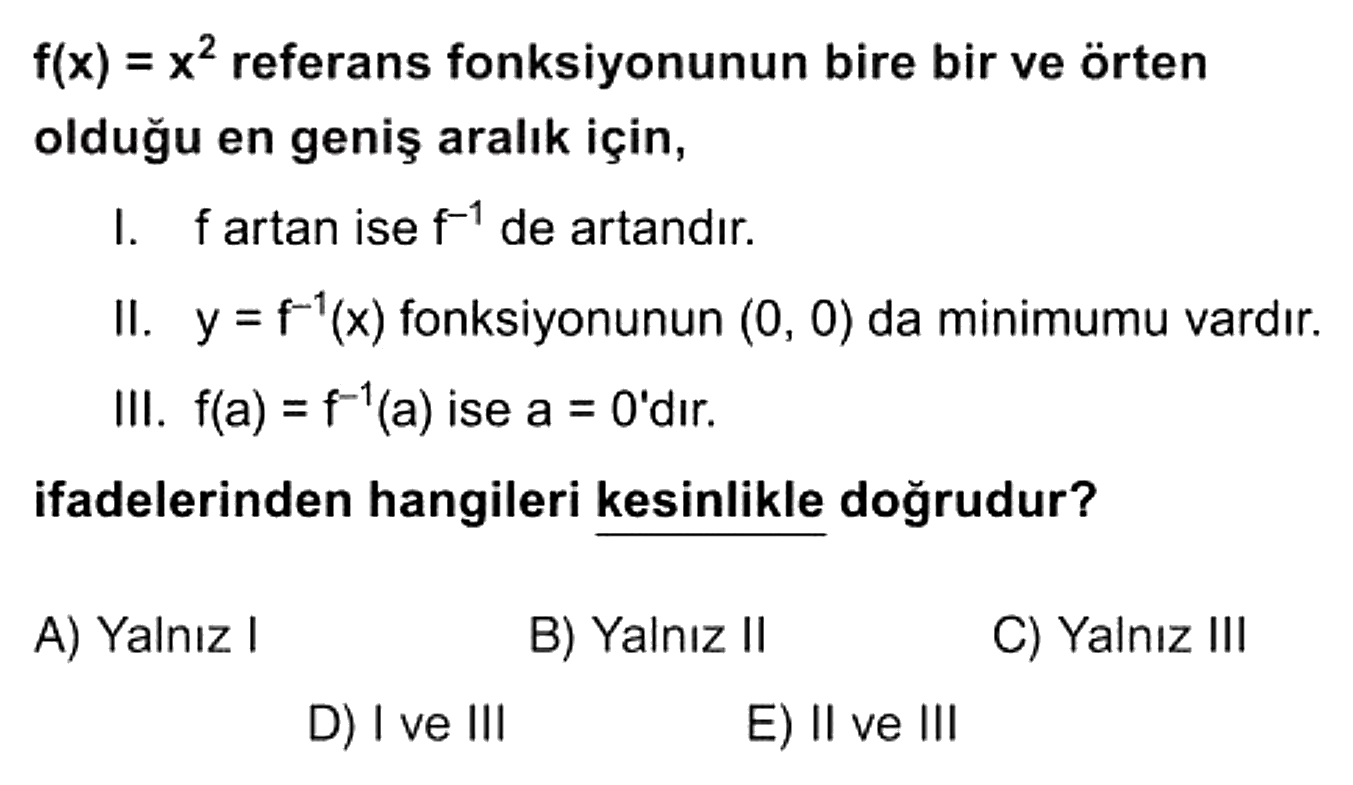 f(x) = x² referans fonksiyonunun bire bir ve örten
olduğu en geniş aralık için,
I. f artan ise f⁻¹ de artandır.
II. y = f⁻¹(x) fonksiyonunun (0, 0) da minimumu vardır.
III. f(a) = f⁻¹(a) ise a = 0'dır.
ifadelerinden hangileri kesinlikle doğrudur?
A) Yalnız I B) Yalnız II C) Yalnız III
D) I ve III E) II ve III